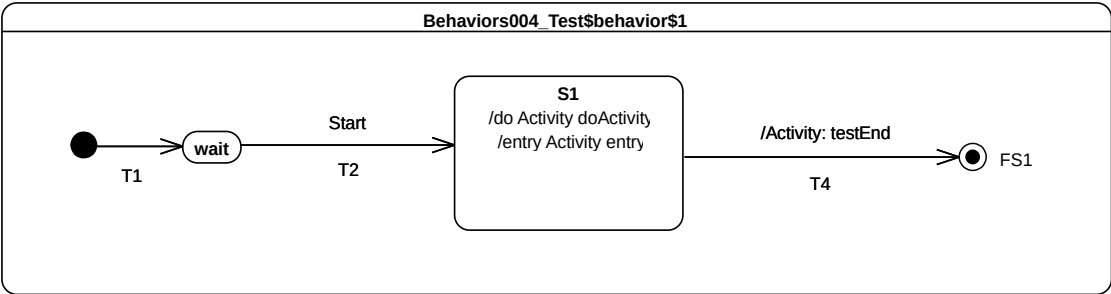 Behaviors004_Test$behavior$1
S1
/do Activity doActivity
/entry Activity entry
Start
/Activity: testEnd
wait
FS1
T1
T2
T4